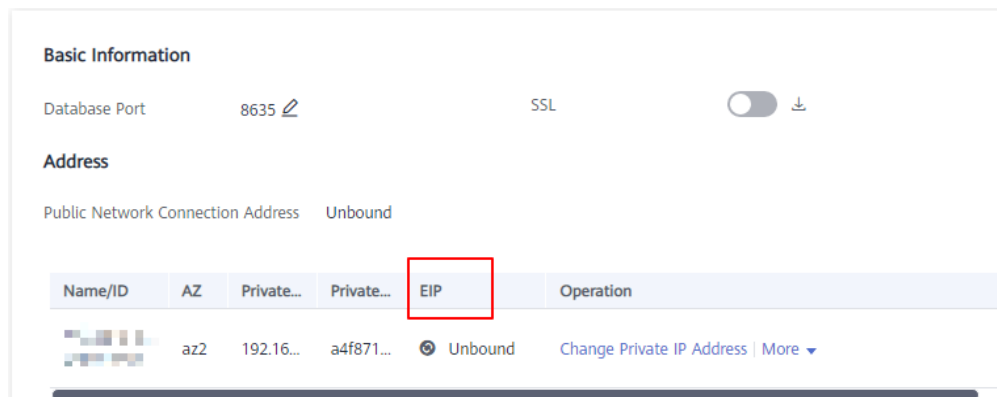 Basic Information
Database Port 8635 SSL
Address
Public Network Connection Address Unbound
Name/ID AZ Private... Private... EIP Operation
az2 192.16... a4f871... Unbound Change Private IP Address | More